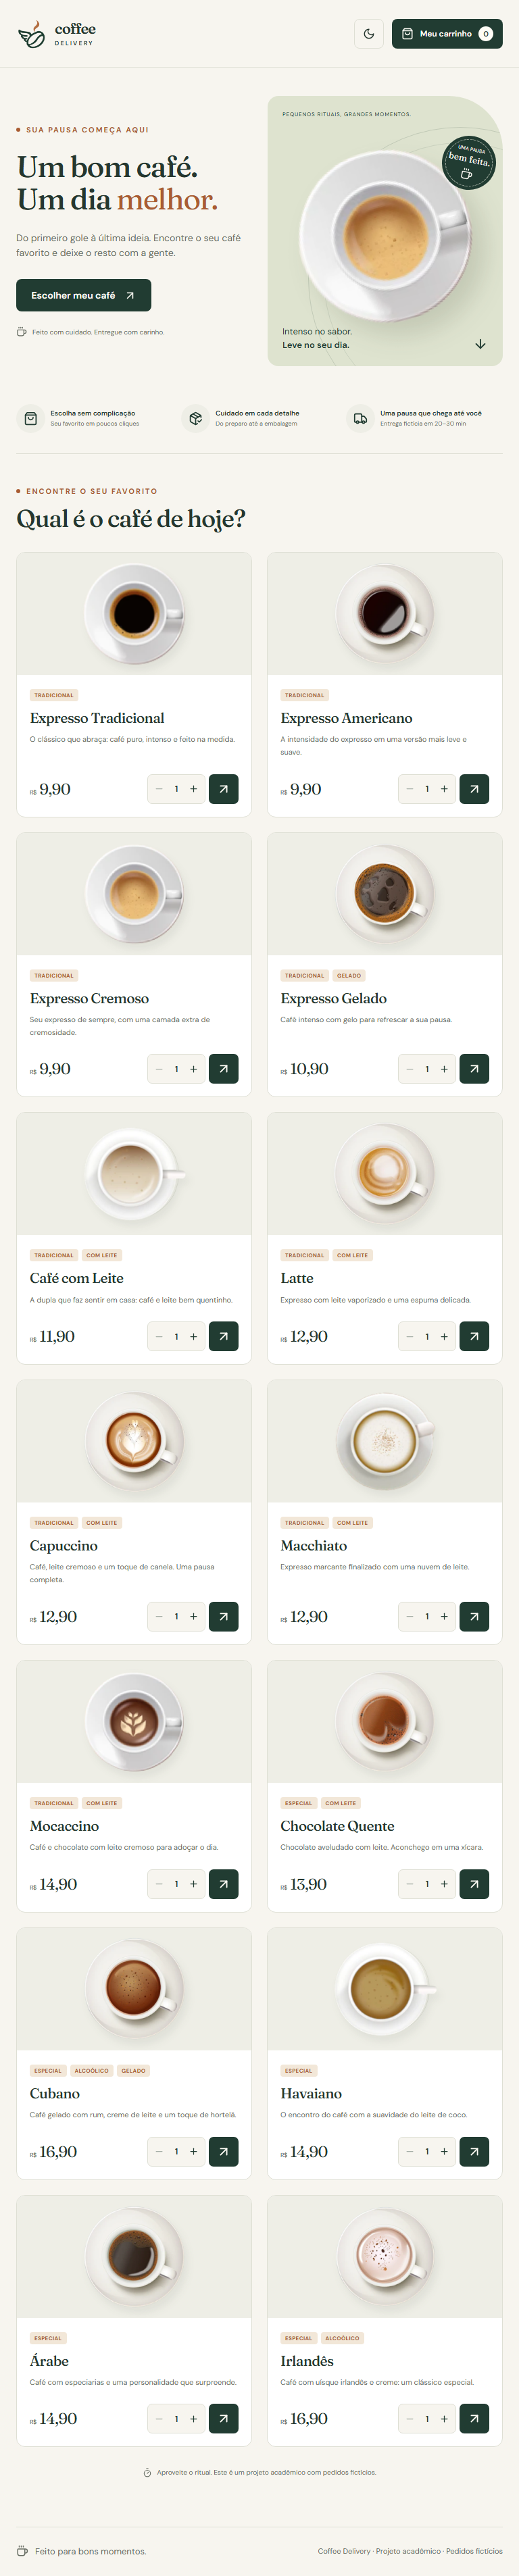 coffee
DELIVERY
Meu carrinho 0
SUA PAUSA COMEÇA AQUI
Um bom café.
Um dia melhor.
Do primeiro gole à última ideia. Encontre o seu café
favorito e deixe o resto com a gente.
Escolher meu café
Feito com cuidado. Entregue com carinho.
PEQUENOS RITUAIS, GRANDES MOMENTOS.
UMA PAUSA
bem feita.
Intenso no sabor.
Leve no seu dia.
Escolha sem complicação
Seu favorito em poucos cliques
Cuidado em cada detalhe
Do preparo até a embalagem
Uma pausa que chega até você
Entrega fictícia em 20–30 min
ENCONTRE O SEU FAVORITO
Qual é o café de hoje?
TRADICIONAL
Expresso Tradicional
O clássico que abraça: café puro, intenso e feito na medida.
R$ 9,90
− 1 +
TRADICIONAL
Expresso Americano
A intensidade do expresso em uma versão mais leve e
suave.
R$ 9,90
− 1 +
TRADICIONAL
Expresso Cremoso
Seu expresso de sempre, com uma camada extra de
cremosidade.
R$ 9,90
− 1 +
TRADICIONAL GELADO
Expresso Gelado
Café intenso com gelo para refrescar a sua pausa.
R$ 10,90
− 1 +
TRADICIONAL COM LEITE
Café com Leite
A dupla que faz sentir em casa: café e leite bom quentinho.
R$ 11,90
− 1 +
TRADICIONAL COM LEITE
Latte
Expresso com leite vaporizado e uma espuma delicada.
R$ 12,90
− 1 +
TRADICIONAL COM LEITE
Capuccino
Café, leite cremoso e um toque de canela. Uma pausa
completa.
R$ 12,90
− 1 +
TRADICIONAL COM LEITE
Macchiato
Expresso marcante finalizado com uma nuvem de leite.
R$ 12,90
− 1 +
TRADICIONAL COM LEITE
Mocaccino
Café e chocolate com leite cremoso para adoçar o dia.
R$ 14,90
− 1 +
ESPECIAL COM LEITE
Chocolate Quente
Chocolate aveludado com leite. Aconchego em uma xícara.
R$ 13,90
− 1 +
ESPECIAL ALCOÓLICO GELADO
Cubano
Café gelado com rum, creme de leite e um toque de hortelã.
R$ 16,90
− 1 +
ESPECIAL
Havaiano
O encontro do café com a suavidade do leite de coco.
R$ 14,90
− 1 +
ESPECIAL
Árabe
Café com especiarias e uma personalidade que surpreende.
R$ 14,90
− 1 +
ESPECIAL ALCOÓLICO
Irlandês
Café com uísque irlandês e creme: um clássico especial.
R$ 16,90
− 1 +
Aproveite o ritual. Este é um projeto acadêmico com pedidos fictícios.
Feito para bons momentos.
Coffee Delivery · Projeto acadêmico · Pedidos fictícios